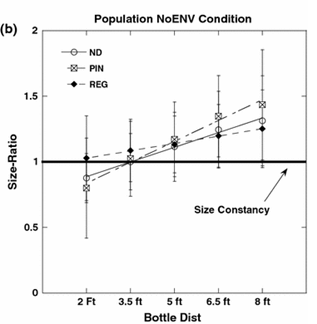 Population NoENV Condition
(b)
2
ND
PIN
REG
1.5
Size-Ratio
1
Size Constancy
0.5
0
2 Ft 3.5 ft 5 ft 6.5 ft 8 ft
Bottle Dist